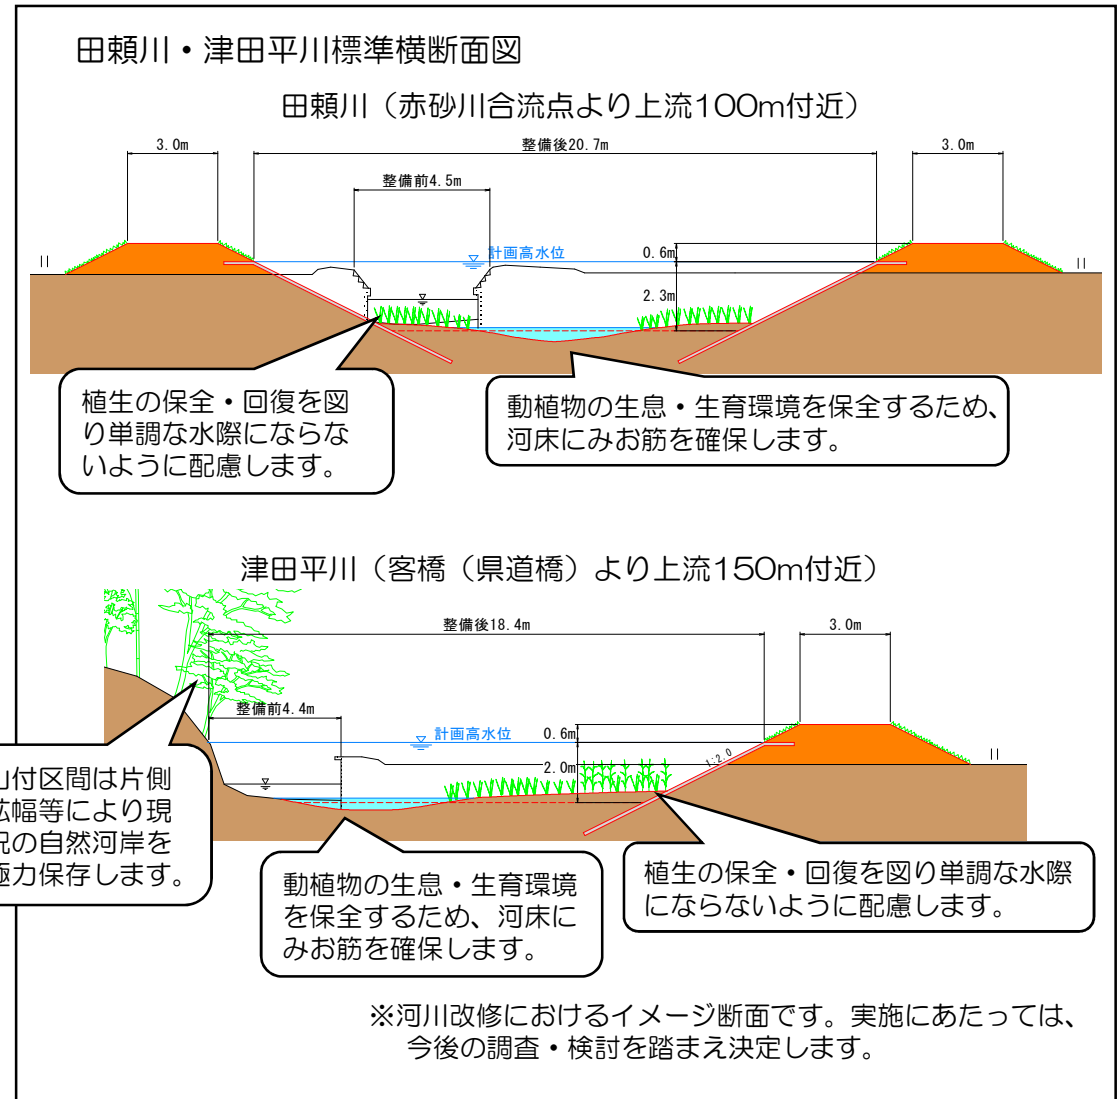 田頼川・津田平川標準横断面図
田頼川（赤砂川合流点より上流100m付近）
3.0m
整備後20.7m
3.0m
整備前4.5m
計画高水位
0.6m
2.3m
植生の保全・回復を図
り単調な水際にならな
いように配慮します。
動植物の生息・生育環境を保全するため、
河床にみお筋を確保します。
津田平川（客橋（県道橋）より上流150m付近）
整備後18.4m
3.0m
整備前4.4m
計画高水位
0.6m
2.0m
1:2.0
付区間は片側
幅等により現
の自然河岸を
力保存します。
動植物の生息・生育環境
を保全するため、河床に
みお筋を確保します。
植生の保全・回復を図り単調な水際
にならないように配慮します。
※河川改修におけるイメージ断面です。実施にあたっては、
今後の調査・検討を踏まえ決定します。